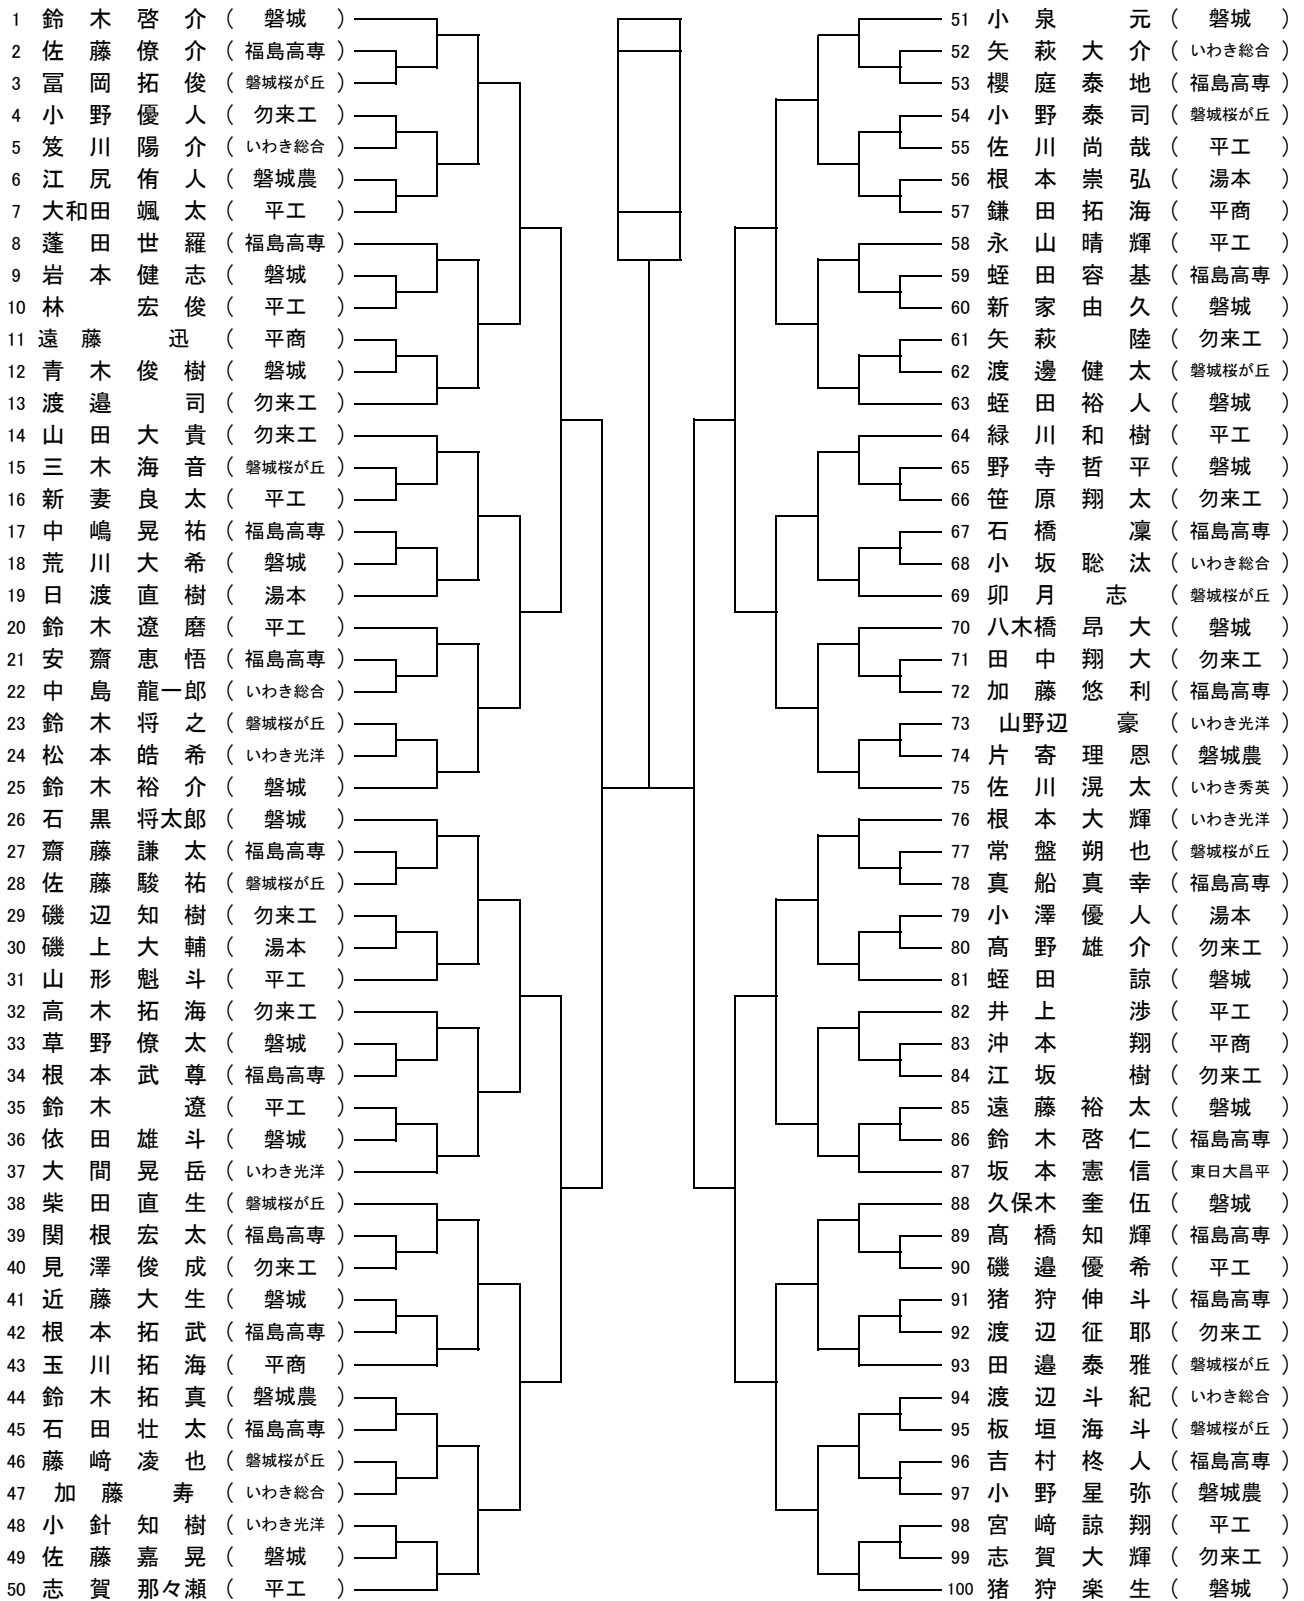 1 鈴木啓介（磐城）
2 佐藤僚介（福島高専）
3 冨岡拓俊（磐城桜が丘）
4 小野優人（勿来工）
5 笈川陽介（いわき総合）
6 江尻侑人（磐城農）
7 大和田颯太（平工）
8 蓬田世羅（福島高専）
9 岩本健志（磐城）
10 林宏俊（平工）
11 遠藤迅（平商）
12 青木俊樹（磐城）
13 渡邉司（勿来工）
14 山田大貴（勿来工）
15 三木海音（磐城桜が丘）
16 新妻良太（平工）
17 中嶋晃祐（福島高専）
18 荒川大希（磐城）
19 日渡直樹（湯本）
20 鈴木遼磨（平工）
21 安齋恵悟（福島高専）
22 中島龍一郎（いわき総合）
23 鈴木将之（磐城桜が丘）
24 松本皓希（いわき光洋）
25 鈴木裕介（磐城）
26 石黒将太郎（磐城）
27 齋藤謙太（福島高専）
28 佐藤駿祐（磐城桜が丘）
29 磯辺知樹（勿来工）
30 磯上大輔（湯本）
31 山形魁斗（平工）
32 高木拓海（勿来工）
33 草野僚太（磐城）
34 根本武尊（福島高専）
35 鈴木遼（平工）
36 依田雄斗（磐城）
37 大間晃岳（いわき光洋）
38 柴田直生（磐城桜が丘）
39 関根宏太（福島高専）
40 見澤俊成（勿来工）
41 近藤大生（磐城）
42 根本拓武（福島高専）
43 玉川拓海（平商）
44 鈴木拓真（磐城農）
45 石田壮太（福島高専）
46 藤﨑凌也（磐城桜が丘）
47 加藤寿（いわき総合）
48 小針知樹（いわき光洋）
49 佐藤嘉晃（磐城）
50 志賀那々瀬（平工）
51 小泉元（磐城）
52 矢萩大介（いわき総合）
53 櫻庭泰地（福島高専）
54 小野泰司（磐城桜が丘）
55 佐川尚哉（平工）
56 根本崇弘（湯本）
57 鎌田拓海（平商）
58 永山晴輝（平工）
59 蛭田容基（福島高専）
60 新家由久（磐城）
61 矢萩陸（勿来工）
62 渡邊健太（磐城桜が丘）
63 蛭田裕人（磐城）
64 緑川和樹（平工）
65 野寺哲平（磐城）
66 笹原翔太（勿来工）
67 石橋凜（福島高専）
68 小坂聡汰（いわき総合）
69 卯月志（磐城桜が丘）
70 八木橋昂大（磐城）
71 田中翔大（勿来工）
72 加藤悠利（福島高専）
73 山野辺豪（いわき光洋）
74 片寄理恩（磐城農）
75 佐川滉太（いわき秀英）
76 根本大輝（いわき光洋）
77 常盤朔也（磐城桜が丘）
78 真船真幸（福島高専）
79 小澤優人（湯本）
80 髙野雄介（勿来工）
81 蛭田諒（磐城）
82 井上渉（平工）
83 沖本翔（平商）
84 江坂樹（勿来工）
85 遠藤裕太（磐城）
86 鈴木啓仁（福島高専）
87 坂本憲信（東日大昌平）
88 久保木奎伍（磐城）
89 髙橋知輝（福島高専）
90 磯邉優希（平工）
91 猪狩伸斗（福島高専）
92 渡辺征耶（勿来工）
93 田邉泰雅（磐城桜が丘）
94 渡辺斗紀（いわき総合）
95 板垣海斗（磐城桜が丘）
96 吉村柊人（福島高専）
97 小野星弥（磐城農）
98 宮﨑諒翔（平工）
99 志賀大輝（勿来工）
100 猪狩楽生（磐城）